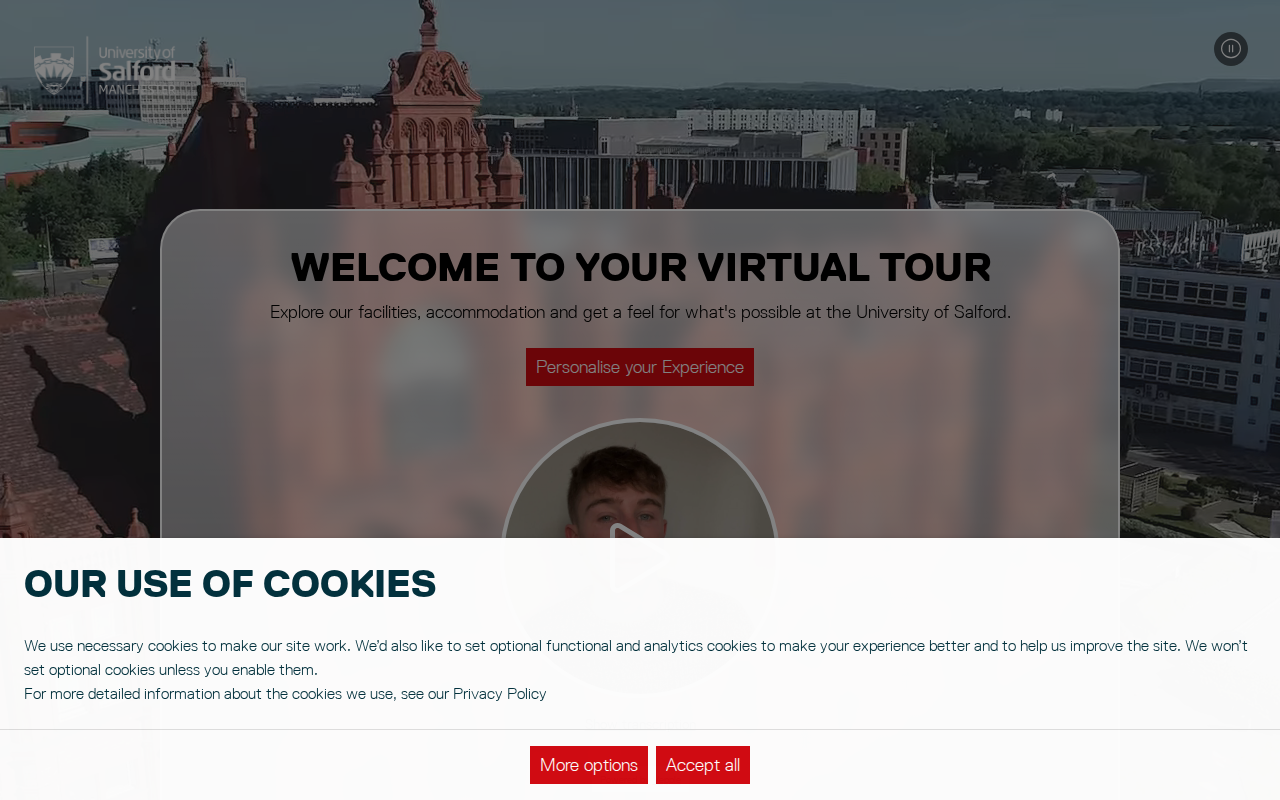 University of
Salford
MANCHESTER
WELCOME TO YOUR VIRTUAL TOUR
Explore our facilities, accommodation and get a feel for what's possible at the University of Salford.
Personalise your Experience
OUR USE OF COOKIES
We use necessary cookies to make our site work. We'd also like to set optional functional and analytics cookies to make your experience better and to help us improve the site. We won't
set optional cookies unless you enable them.
For more detailed information about the cookies we use, see our Privacy Policy
More options
Accept all